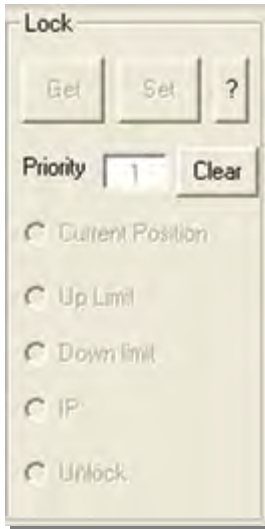 Lock
Get Set ?
Priority 1 Clear
Current Position
Up Limit
Down limit
IP
Unlock